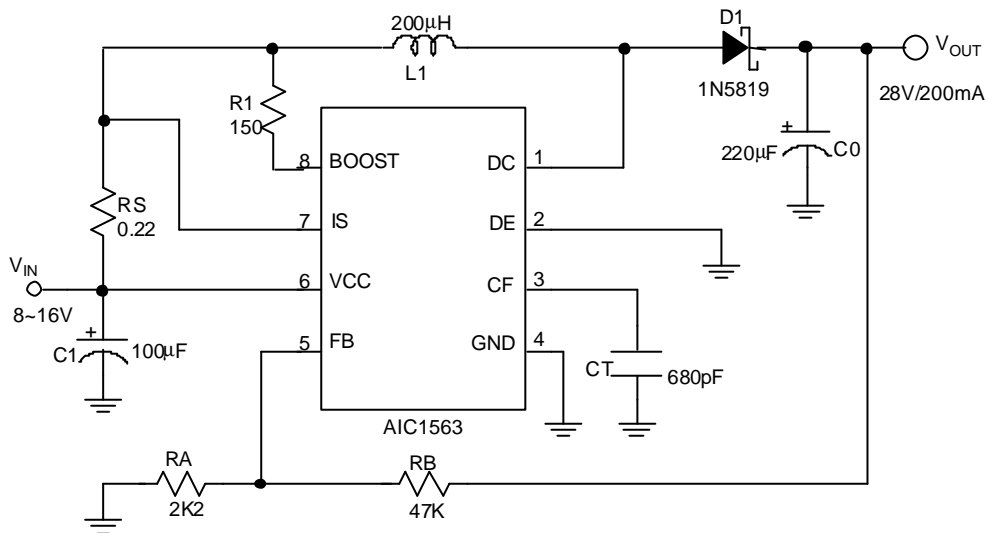 200µH
L1
D1
1N5819
VOUT
28V/200mA
R1
150
8 BOOST
DC 1
220µF
C0
RS
0.22
7 IS
DE 2
VIN
8~16V
6 VCC
CF 3
C1
100µF
5 FB
GND 4
CT
680pF
AIC1563
RA
2K2
RB
47K
+
+